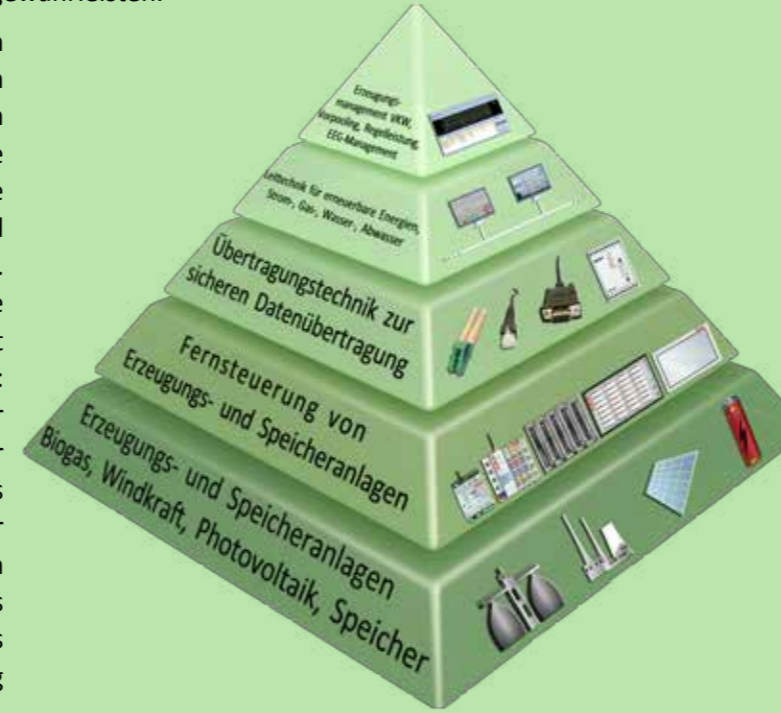 gewährleisten.
n
n
n
e
e
d
.
e
t
:
-
-
s
r
n
s
s
g
Erzeugungs-
management VKW,
Vorpooling, Regelleistung,
EEG-Management
Leittechnik für erneuerbare Energien,
Strom-, Gas-, Wasser-, Abwasser
Übertragungstechnik zur
sicheren Datenübertragung
Fernsteuerung von
Erzeugungs- und Speicheranlagen
Erzeugungs- und Speicheranlagen
Biogas, Windkraft, Photovoltaik, Speicher